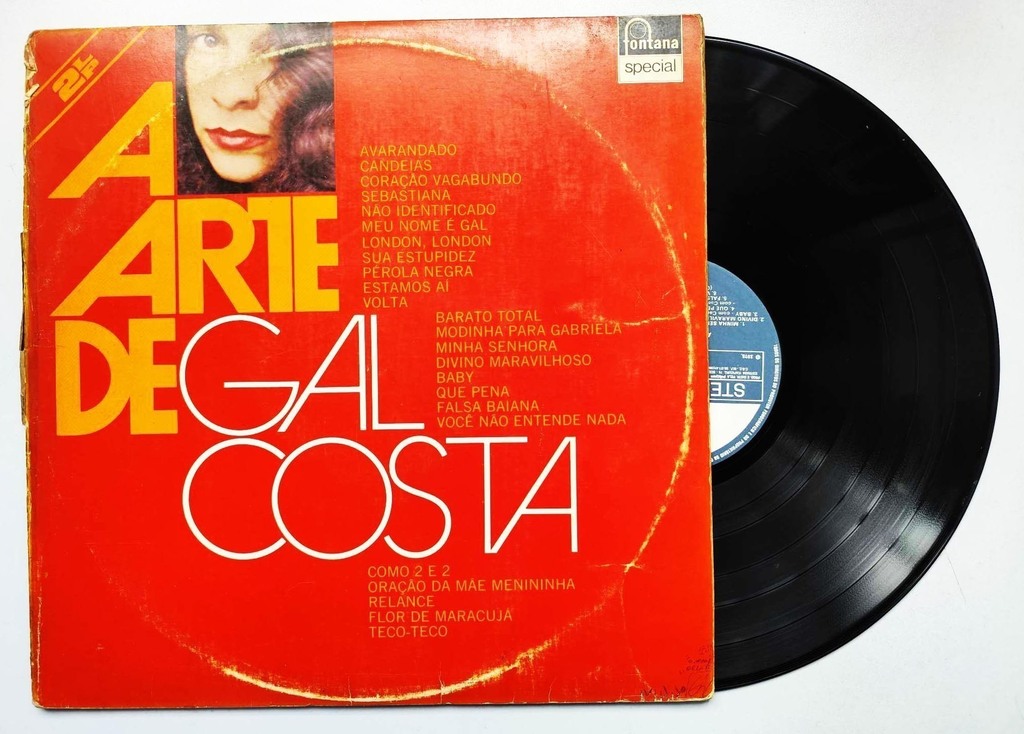 2LP
fontana
special
A
ARTE
DE
GAL
COSTA
AVARANDADO
CANDEIAS
CORAÇÃO VAGABUNDO
SEBASTIANA
NÃO IDENTIFICADO
MEU NOME É GAL
LONDON, LONDON
SUA ESTUPIDEZ
PÉROLA NEGRA
ESTAMOS AÍ
VOLTA
BARATO TOTAL
MODINHA PARA GABRIELA
MINHA SENHORA
DIVINO MARAVILHOSO
BABY
QUE PENA
FALSA BAIANA
VOCÊ NÃO ENTENDE NADA
COMO 2 E 2
ORAÇÃO DA MÃE MENININHA
RELANCE
FLOR DE MARACUJÁ
TECO-TECO
STE